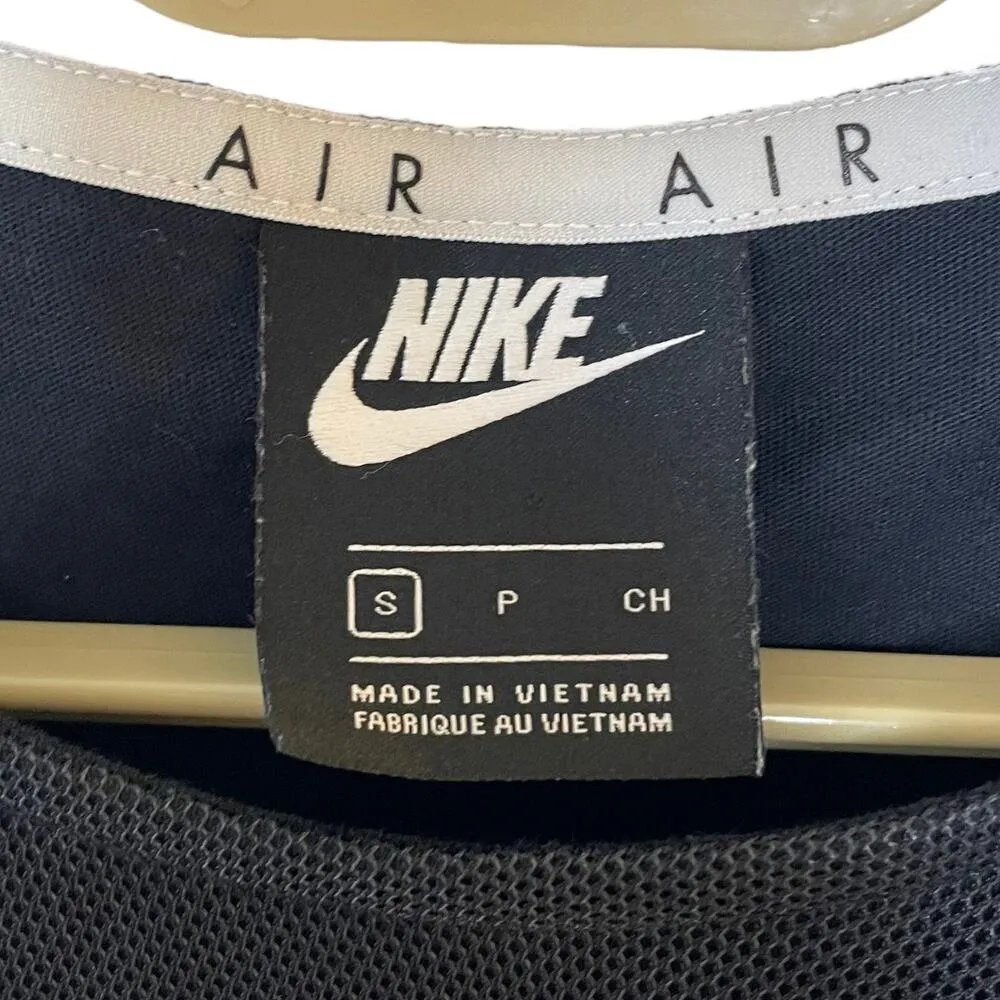 AIR AIR
NIKE
S P CH
MADE IN VIETNAM
FABRIQUE AU VIETNAM